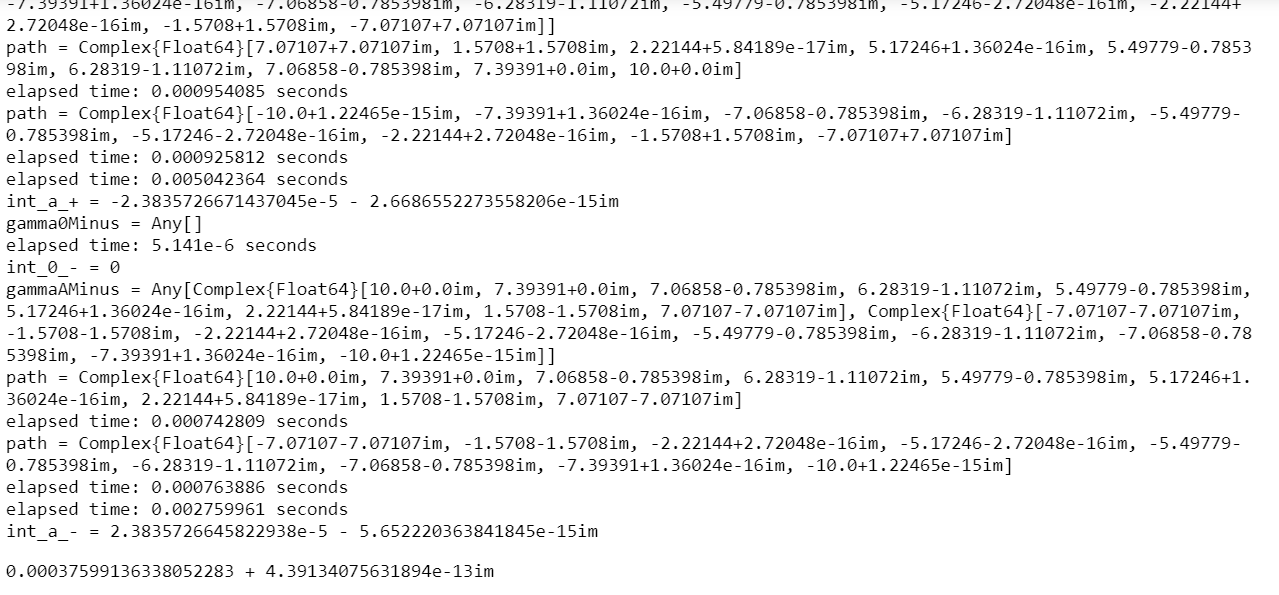 -7.39391+1.36024e-16im, -7.06858-0.785398im, -6.28319-1.11072im, -5.49779-0.785398im, -5.17246-2.72048e-16im, -2.22144+
2.72048e-16im, -1.5708+1.5708im, -7.07107+7.07107im]]
path = Complex{Float64}[7.07107+7.07107im, 1.5708+1.5708im, 2.22144+5.84189e-17im, 5.17246+1.36024e-16im, 5.49779-0.7853
98im, 6.28319-1.11072im, 7.06858-0.785398im, 7.39391+0.0im, 10.0+0.0im]
elapsed time: 0.000954085 seconds
path = Complex{Float64}[-10.0+1.22465e-15im, -7.39391+1.36024e-16im, -7.06858-0.785398im, -6.28319-1.11072im, -5.49779-
0.785398im, -5.17246-2.72048e-16im, -2.22144+2.72048e-16im, -1.5708+1.5708im, -7.07107+7.07107im]
elapsed time: 0.000925812 seconds
elapsed time: 0.005042364 seconds
int_a_+ = -2.3835726671437045e-5 - 2.6686552273558206e-15im
gamma0Minus = Any[]
elapsed time: 5.141e-6 seconds
int_0_- = 0
gammaAMinus = Any[Complex{Float64}[10.0+0.0im, 7.39391+0.0im, 7.06858-0.785398im, 6.28319-1.11072im, 5.49779-0.785398im,
5.17246+1.36024e-16im, 2.22144+5.84189e-17im, 1.5708-1.5708im, 7.07107-7.07107im], Complex{Float64}[-7.07107-7.07107im,
-1.5708-1.5708im, -2.22144+2.72048e-16im, -5.17246-2.72048e-16im, -5.49779-0.785398im, -6.28319-1.11072im, -7.06858-0.78
5398im, -7.39391+1.36024e-16im, -10.0+1.22465e-15im]]
path = Complex{Float64}[10.0+0.0im, 7.39391+0.0im, 7.06858-0.785398im, 6.28319-1.11072im, 5.49779-0.785398im, 5.17246+1.
36024e-16im, 2.22144+5.84189e-17im, 1.5708-1.5708im, 7.07107-7.07107im]
elapsed time: 0.000742809 seconds
path = Complex{Float64}[-7.07107-7.07107im, -1.5708-1.5708im, -2.22144+2.72048e-16im, -5.17246-2.72048e-16im, -5.49779-
0.785398im, -6.28319-1.11072im, -7.06858-0.785398im, -7.39391+1.36024e-16im, -10.0+1.22465e-15im]
elapsed time: 0.000763886 seconds
elapsed time: 0.002759961 seconds
int_a_- = 2.3835726645822938e-5 - 5.652220363841845e-15im
0.00037599136338052283 + 4.39134075631894e-13im